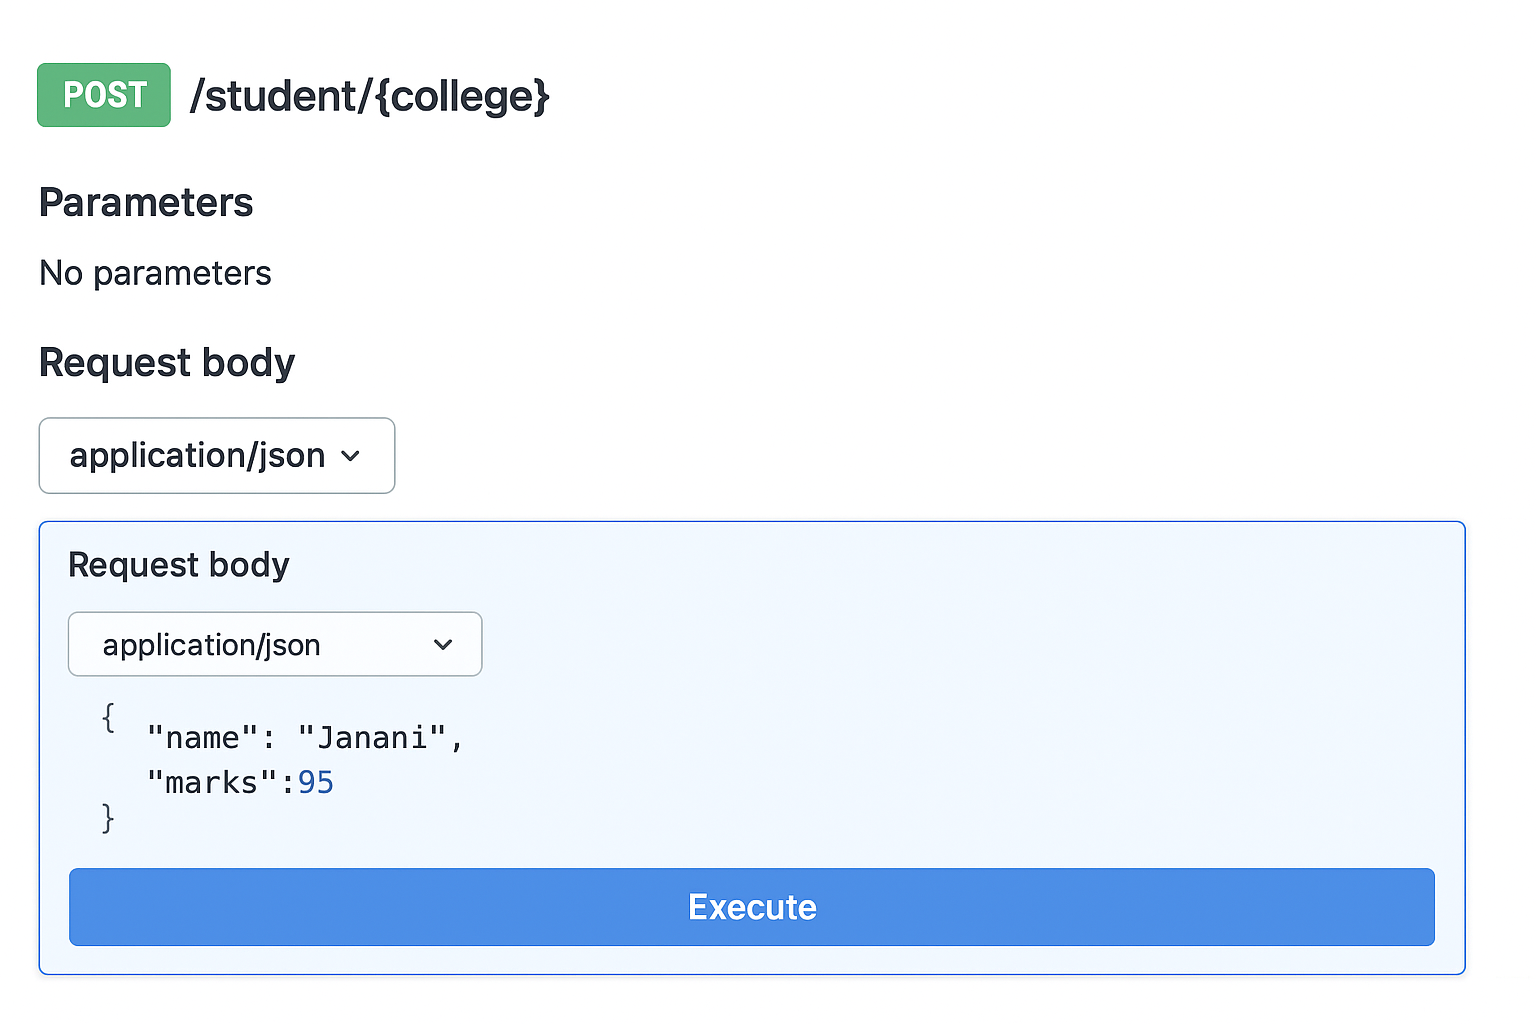 POST /student/{college}
Parameters
No parameters
Request body
application/json
Request body
application/json
{
"name": "Janani",
"marks":95
}
Execute